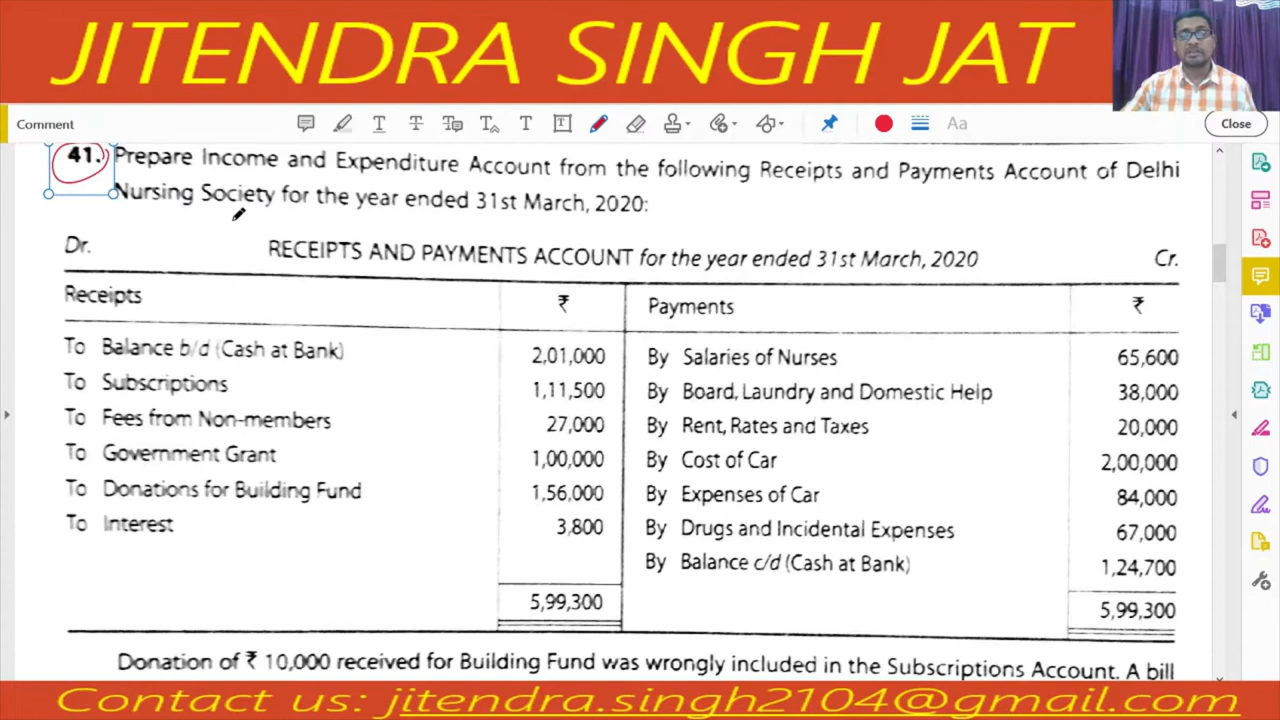 JITENDRA SINGH JAT
Comment
Aa
Close
41. Prepare Income and Expenditure Account from the following Receipts and Payments Account of Delhi
Nursing Society for the year ended 31st March, 2020:
Dr. RECEIPTS AND PAYMENTS ACCOUNT for the year ended 31st March, 2020 Cr.
Receipts ₹ Payments ₹
To Balance b/d (Cash at Bank) 2,01,000 By Salaries of Nurses 65,600
To Subscriptions 1,11,500 By Board, Laundry and Domestic Help 38,000
To Fees from Non-members 27,000 By Rent, Rates and Taxes 20,000
To Government Grant 1,00,000 By Cost of Car 2,00,000
To Donations for Building Fund 1,56,000 By Expenses of Car 84,000
To Interest 3,800 By Drugs and Incidental Expenses 67,000
By Balance c/d (Cash at Bank) 1,24,700
5,99,300 5,99,300
Donation of ₹ 10,000 received for Building Fund was wrongly included in the Subscriptions Account. A bill
Contact us: jitendra.singh2104@gmail.com